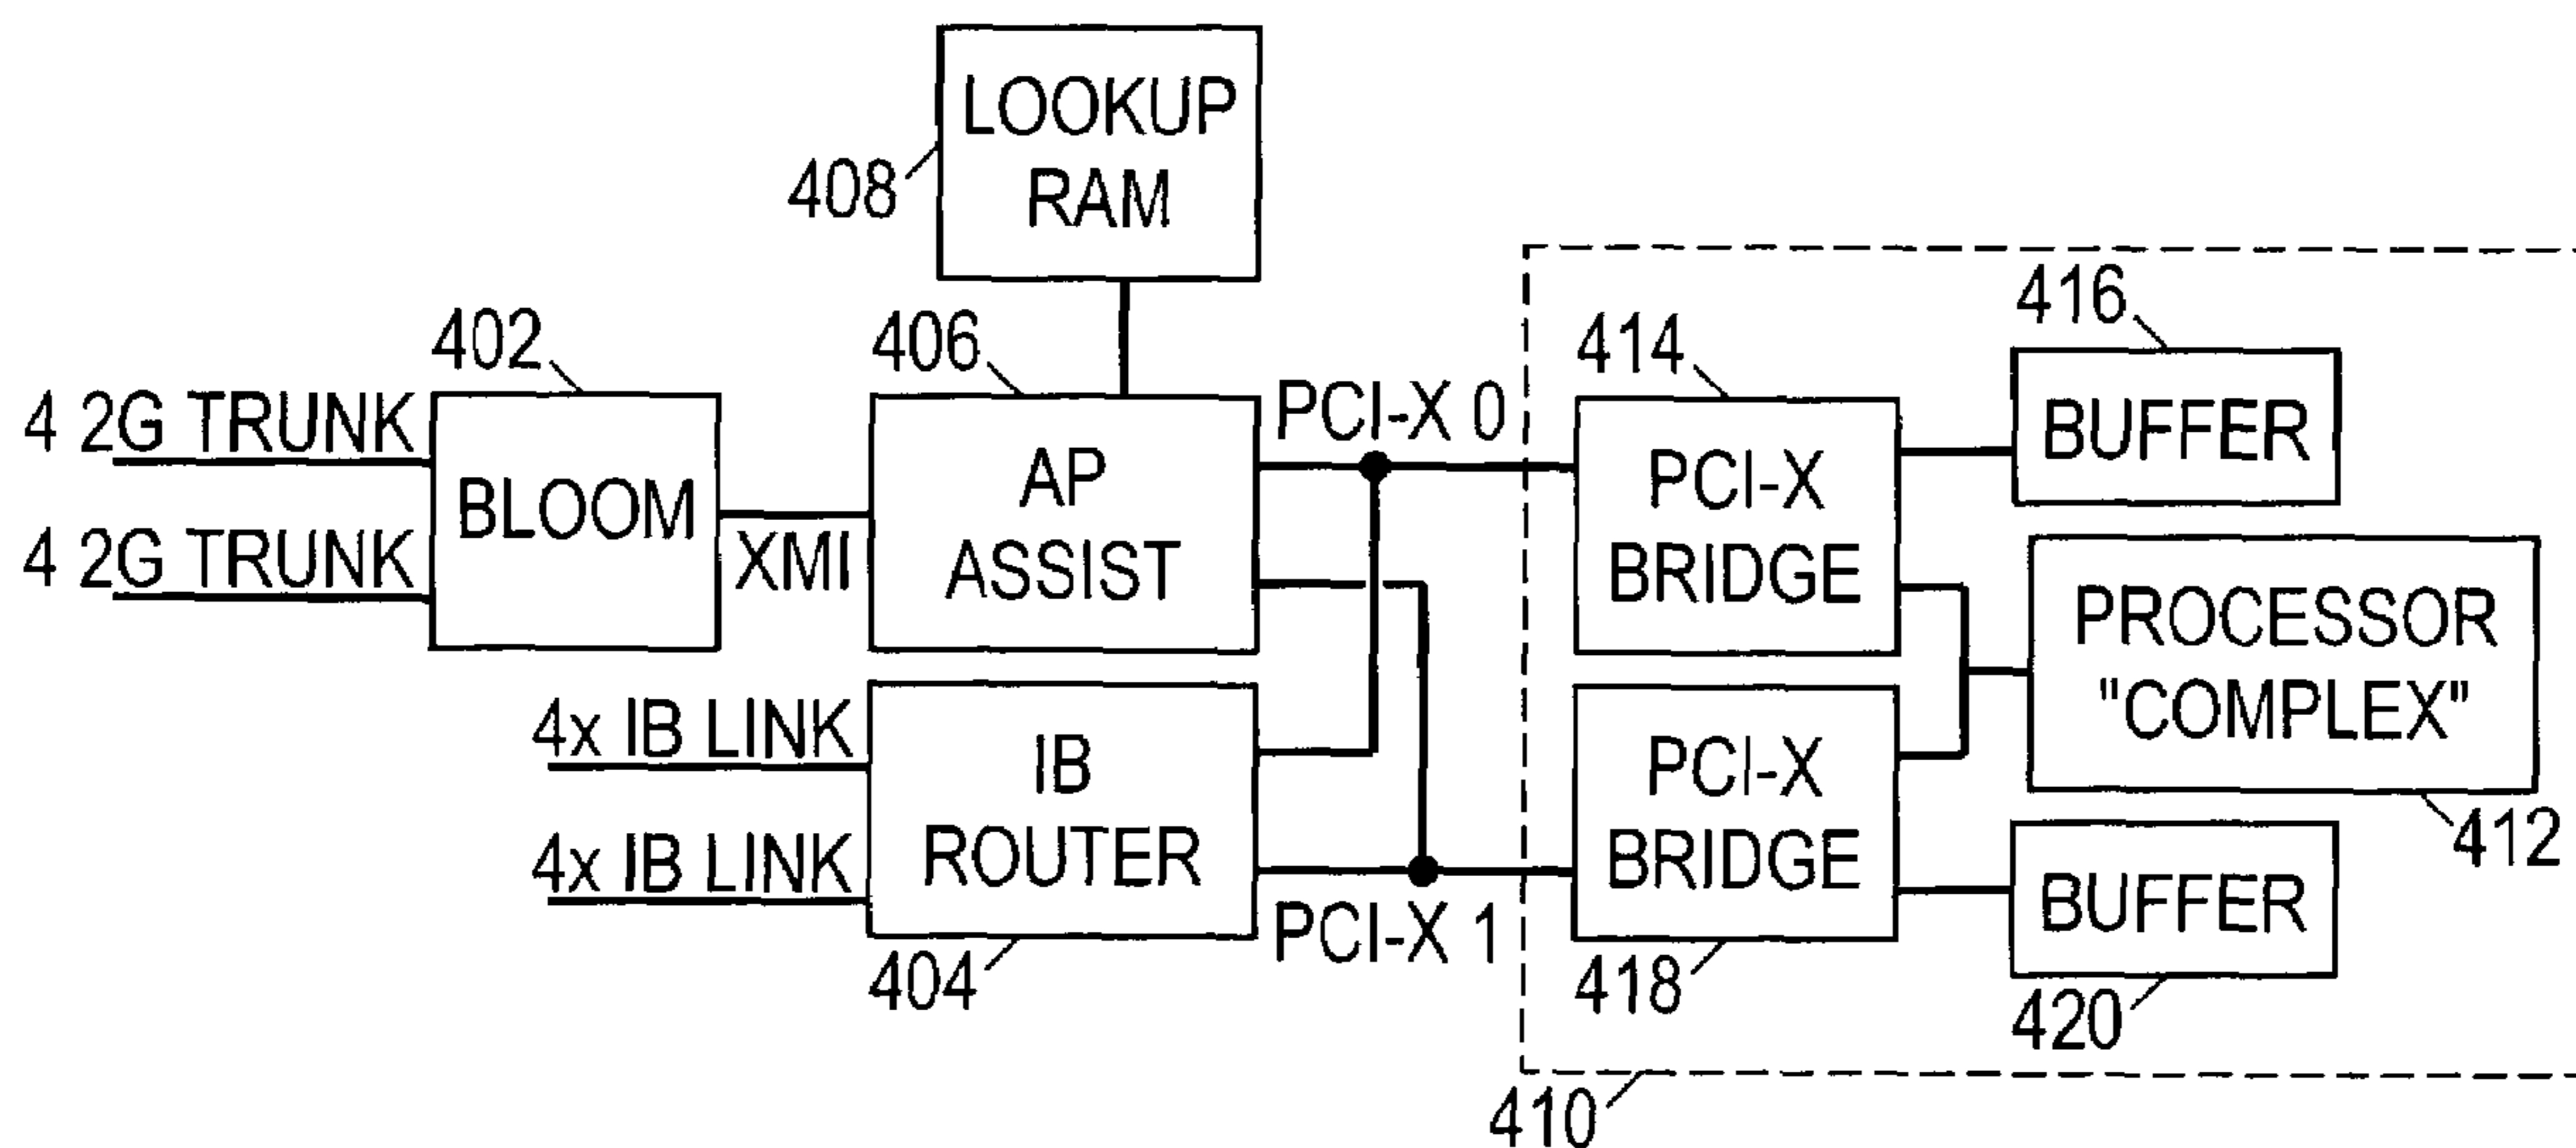 LOOKUP
RAM
408
402
406
4 2G TRUNK
4 2G TRUNK
BLOOM
XMI
AP
ASSIST
PCI-X 0
414
416
PCI-X
BRIDGE
BUFFER
PROCESSOR
"COMPLEX"
412
4x IB LINK
4x IB LINK
IB
ROUTER
404
PCI-X 1
PCI-X
BRIDGE
418
BUFFER
420
410